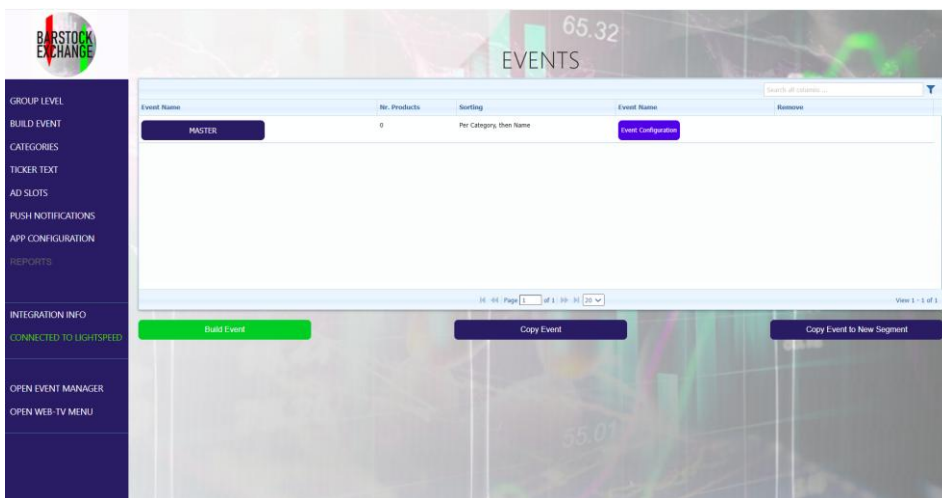 BARSTOCK
EXCHANGE
65.32
EVENTS
GROUP LEVEL
BUILD EVENT
CATEGORIES
TICKER TEXT
AD SLOTS
PUSH NOTIFICATIONS
APP CONFIGURATION
REPORTS
INTEGRATION INFO
CONNECTED TO LIGHTSPEED
OPEN EVENT MANAGER
OPEN WEB-TV MENU
Search all columns ...
Event Name Nr. Products Sorting Event Name Remove
MASTER 0 Per Category, then Name Event Configuration
Page 1 of 1 20 View 1 - 1 of 1
Build Event Copy Event Copy Event to New Segment
55.01